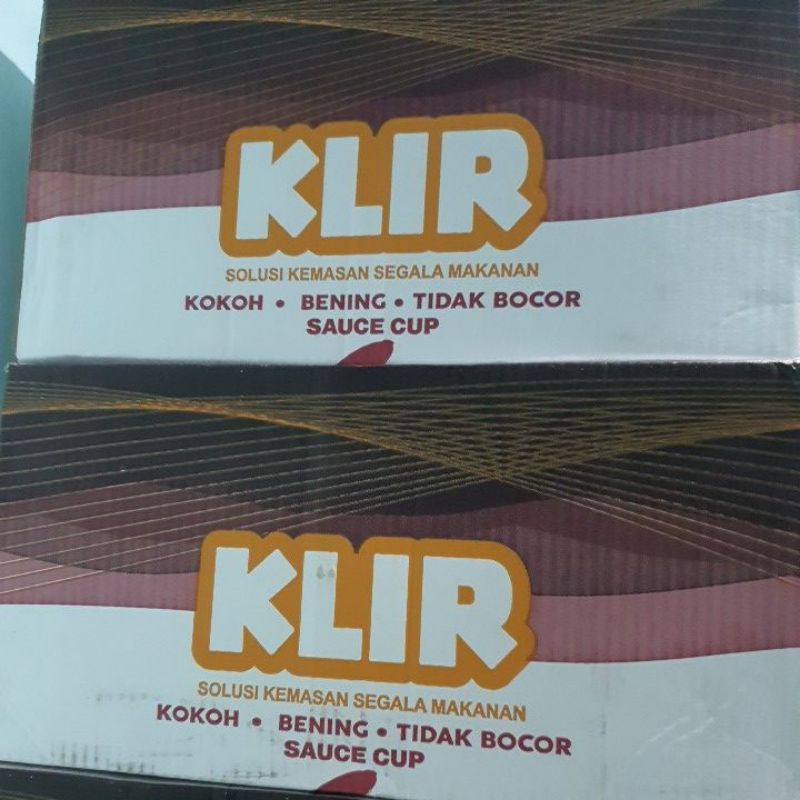 KLIR
SOLUSI KEMASAN SEGALA MAKANAN
KOKOH • BENING • TIDAK BOCOR
SAUCE CUP
KLIR
SOLUSI KEMASAN SEGALA MAKANAN
KOKOH • BENING • TIDAK BOCOR
SAUCE CUP